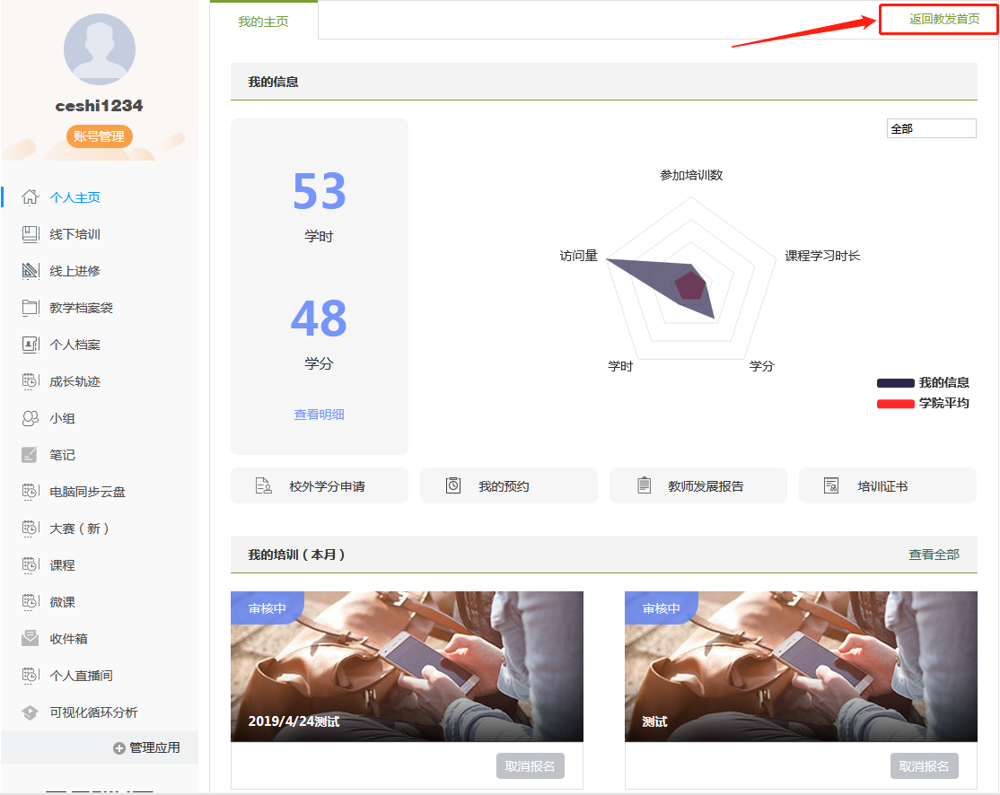 ceshi1234
账号管理
个人主页
线下培训
线上进修
教学档案袋
个人档案
成长轨迹
小组
笔记
电脑同步云盘
大赛（新）
课程
微课
收件箱
个人直播间
可视化循环分析
管理应用
我的主页
返回教发首页
我的信息
53
学时
48
学分
查看明细
全部
参加培训数
访问量
课程学习时长
学时
学分
我的信息
学院平均
校外学分申请
我的预约
教师发展报告
培训证书
我的培训（本月）
查看全部
审核中
2019/4/24测试
取消报名
审核中
测试
取消报名